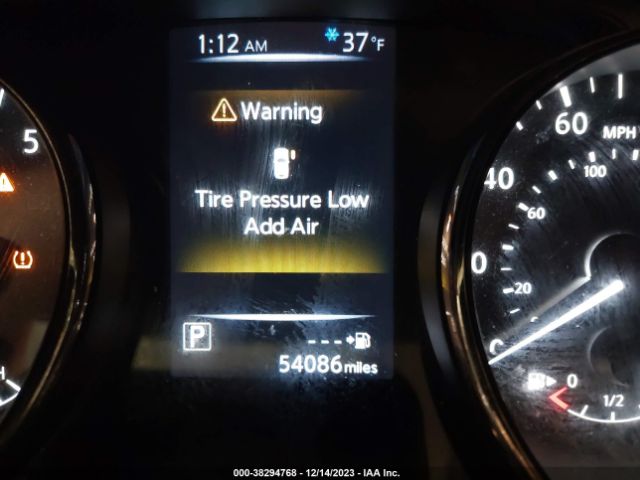 1:12 AM 37°F
Warning
Tire Pressure Low
Add Air
P
---
54086 miles
5
H
60
MPH
40
100
60
20
0
0
1/2
000-38294768 - 12/14/2023 - IAA Inc.